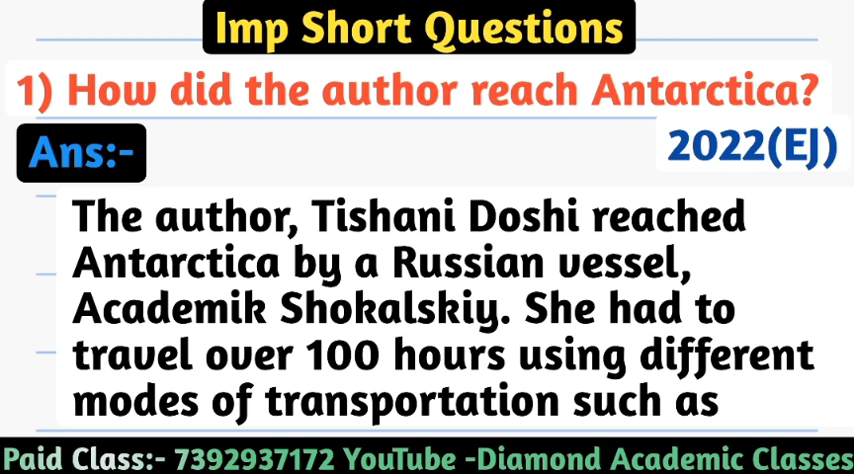 Imp Short Questions
1) How did the author reach Antarctica?
Ans:-
2022(EJ)
The author, Tishani Doshi reached
Antarctica by a Russian vessel,
Academik Shokalskiy. She had to
travel over 100 hours using different
modes of transportation such as
Paid Class:- 7392937172 YouTube -Diamond Academic Classes